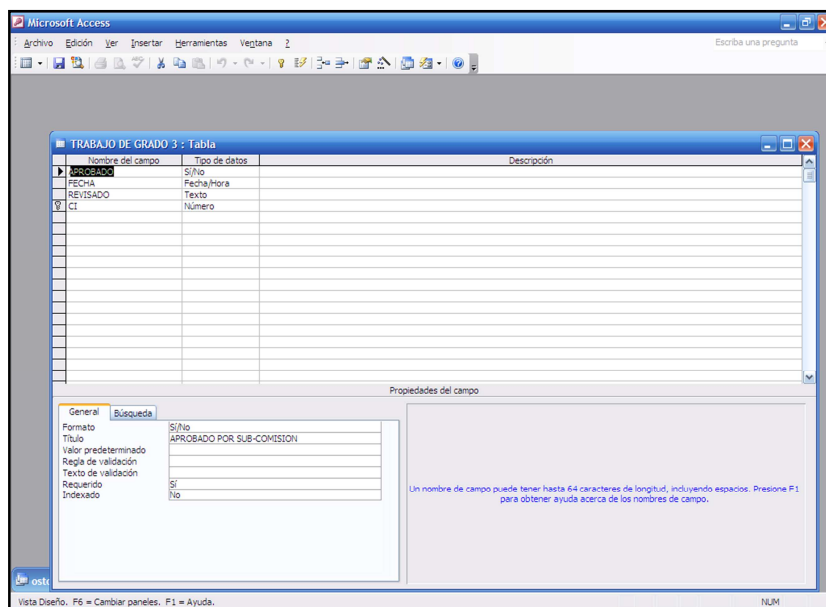 Microsoft Access
Archivo Edición Ver Insertar Herramientas Ventana ? Escriba una pregunta
TRABAJO DE GRADO 3 : Tabla
Nombre del campo Tipo de datos Descripción
APROBADO Sí/No
FECHA Fecha/Hora
REVISADO Texto
CI Número
Propiedades del campo
General Búsqueda
Formato Sí/No
Título APROBADO POR SUB-COMISION
Valor predeterminado
Regla de validación
Texto de validación
Requerido Sí
Indexado No
Un nombre de campo puede tener hasta 64 caracteres de longitud, incluyendo espacios. Presione F1
para obtener ayuda acerca de los nombres de campo.
Vista Diseño. F6 = Cambiar paneles. F1 = Ayuda. NUM